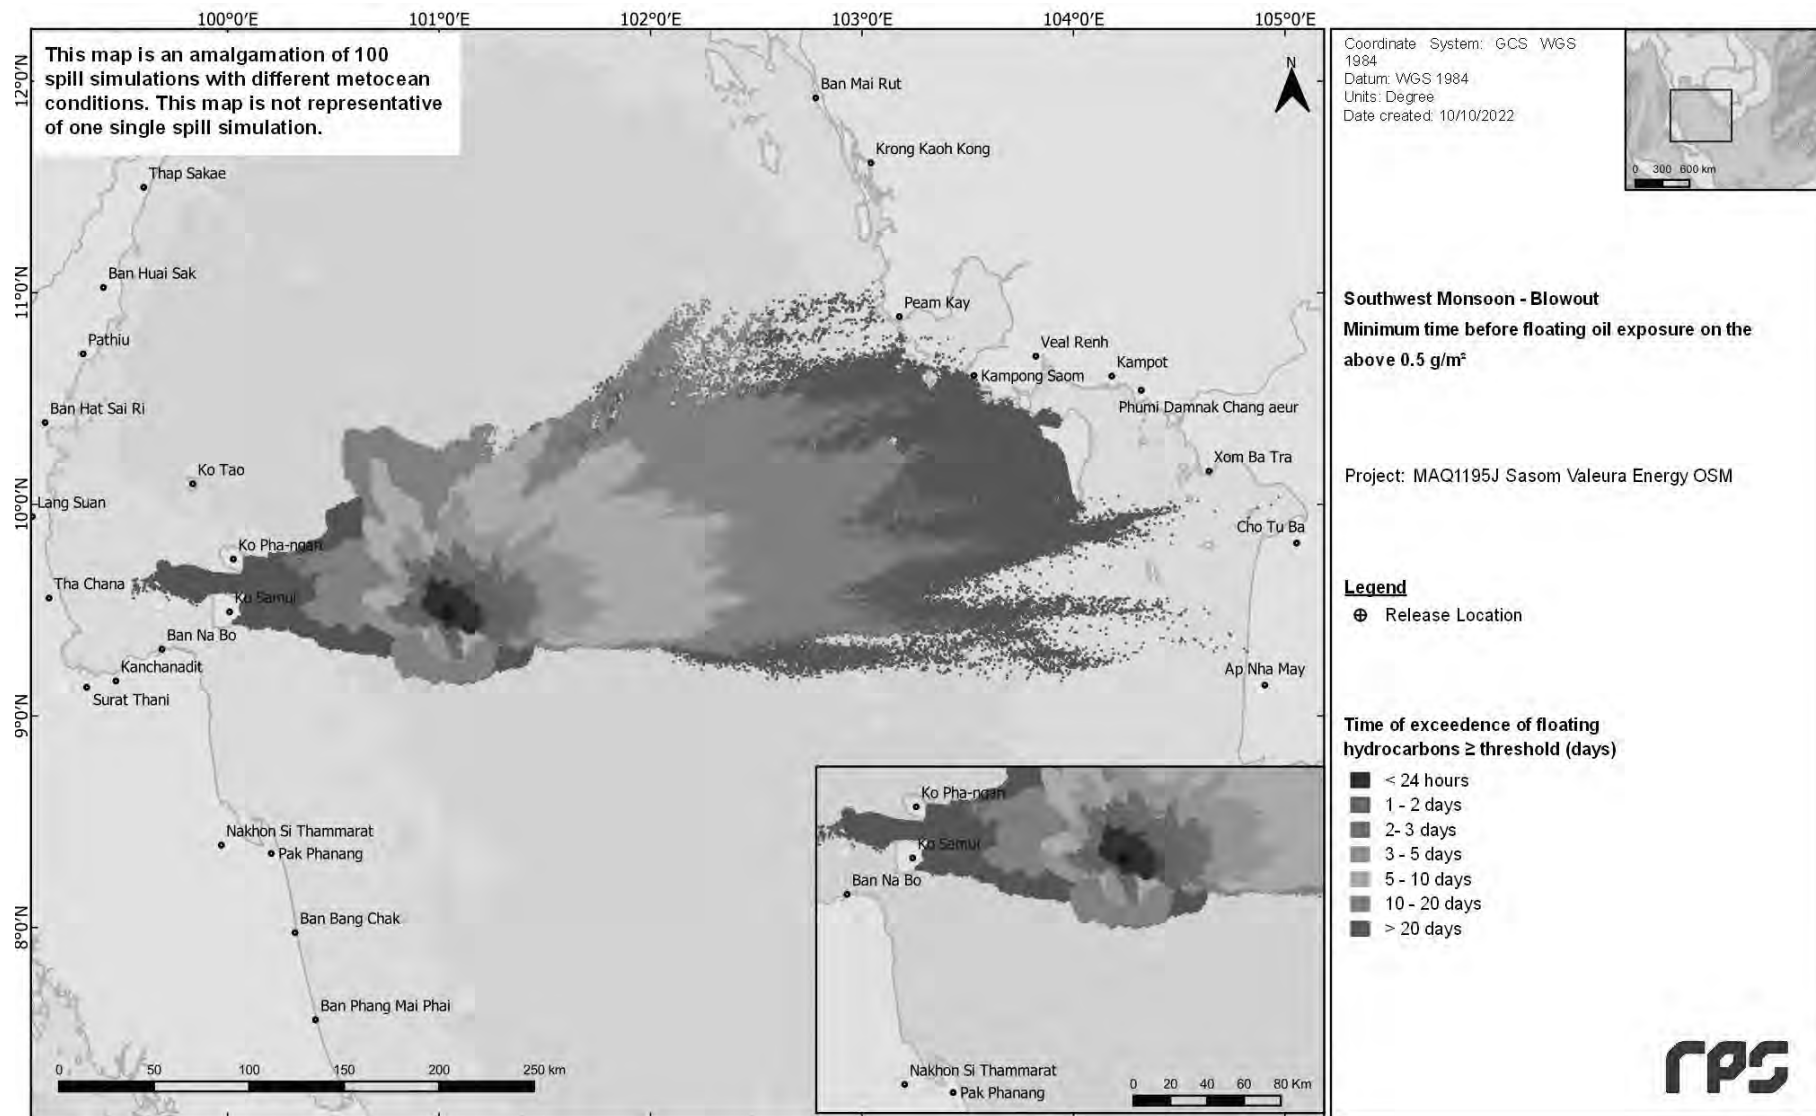 100°0'E
101°0'E
102°0'E
103°0'E
104°0'E
105°0'E
12°0'N
11°0'N
10°0'N
9°0'N
8°0'N
This map is an amalgamation of 100
spill simulations with different metocean
conditions. This map is not representative
of one single spill simulation.
N
Ban Mai Rut
Krong Kaoh Kong
Thap Sakae
Ban Huai Sak
Peam Kay
Pathiu
Veal Renh
Kampot
Kampong Saom
Ban Hat Sai Ri
Phumi Damnak Chang aeur
Xom Ba Tra
Ko Tao
Lang Suan
Cho Tu Ba
Ko Pha-ngan
Tha Chana
Ku Samui
Ban Na Bo
Kanchanadit
Surat Thani
Ap Nha May
Nakhon Si Thammarat
Pak Phanang
Ban Bang Chak
Ban Phang Mai Phai
0 50 100 150 200 250 km
Ko Pha-ngan
Ko Semui
Ban Na Bo
Nakhon Si Thammarat
Pak Phanang
0 20 40 60 80 Km
Coordinate System: GCS WGS
1984
Datum: WGS 1984
Units: Degree
Date created: 10/10/2022
0 300 600 km
Southwest Monsoon - Blowout
Minimum time before floating oil exposure on the
above 0.5 g/m²
Project: MAQ1195J Sasom Valeura Energy OSM
Legend
Release Location
Time of exceedence of floating
hydrocarbons ≥ threshold (days)
< 24 hours
1 - 2 days
2- 3 days
3 - 5 days
5 - 10 days
10 - 20 days
> 20 days
rps